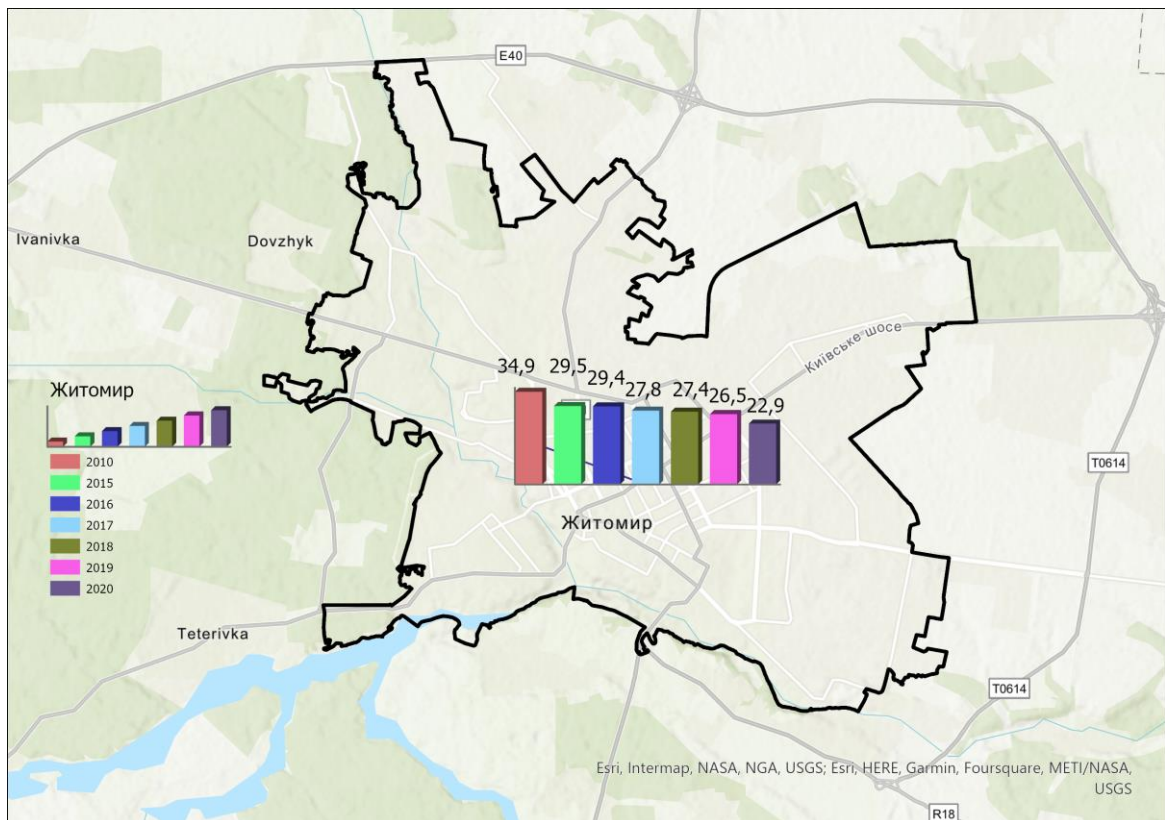 E40
Ivanivka
Dovzhyk
Київське шосе
34,9
29,5
29,4
27,8
27,4
26,5
22,9
Житомир
2010
2015
2016
2017
2018
2019
2020
T0614
Житомир
Teterivka
T0614
Esri, Intermap, NASA, NGA, USGS; Esri, HERE, Garmin, Foursquare, METI/NASA,
USGS
R18